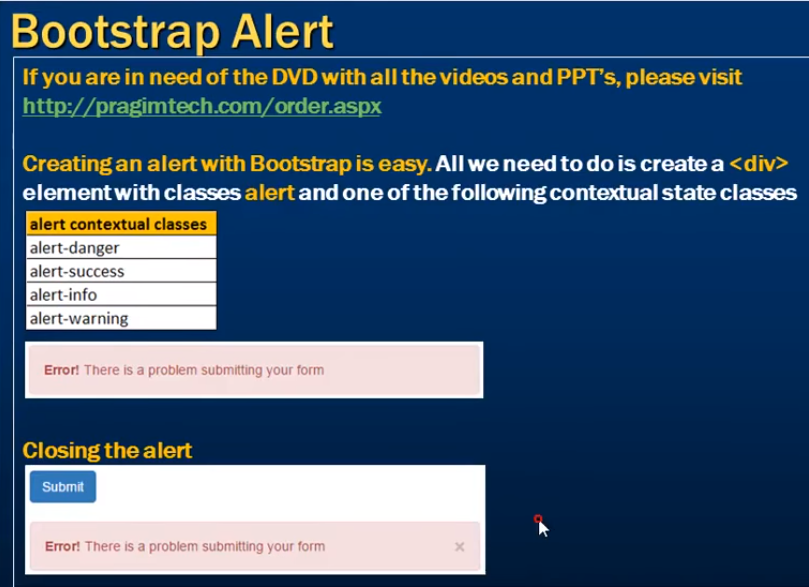 Bootstrap Alert
If you are in need of the DVD with all the videos and PPT's, please visit
http://pragimtech.com/order.aspx
Creating an alert with Bootstrap is easy. All we need to do is create a <div>
element with classes alert and one of the following contextual state classes
alert contextual classes
alert-danger
alert-success
alert-info
alert-warning
Error! There is a problem submitting your form
Closing the alert
Submit
Error! There is a problem submitting your form ×